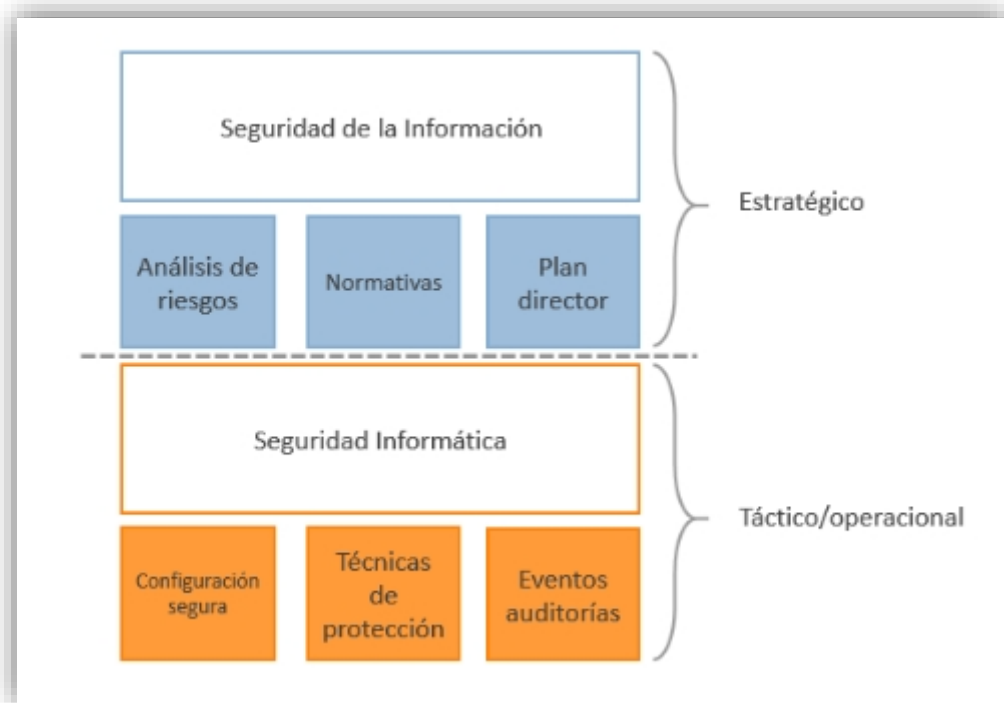 Seguridad de la Información
Estratégico
Análisis de
riesgos
Normativas
Plan
director
Seguridad Informática
Táctico/operacional
Configuración
segura
Técnicas
de
protección
Eventos
auditorías